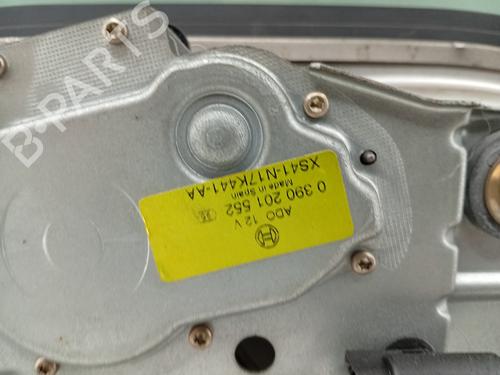 XS41-N17K441-AA
Made in Spain
0 390 201 552
ADO 12 V
B-PARTS